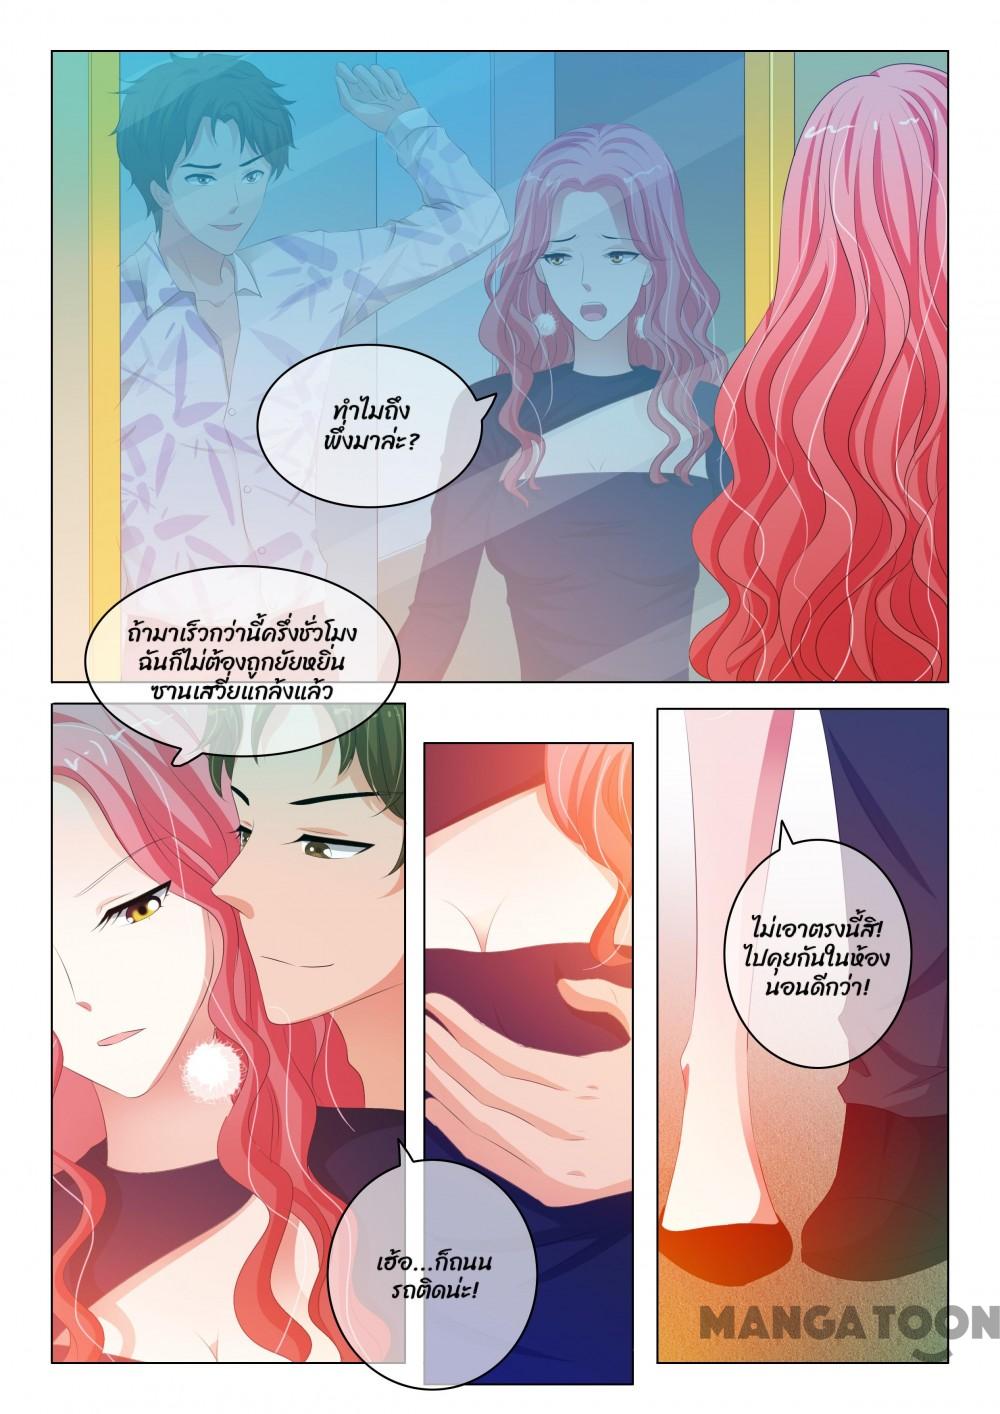 ทำไมถึง
พึ่งมาล่ะ?
ถ้ามาเร็วกว่านี้ครึ่งชั่วโมง
ฉันก็ไม่ต้องถูกยัยหยิ่น
ซานเสวี่ยแกล้งแล้ว
ไม่เอาตรงนี้สิ!
ไปคุยกันในห้อง
นอนดีกว่า!
เฮ้อ...ก็ถนน
รถติดน่ะ!
MANGATOON